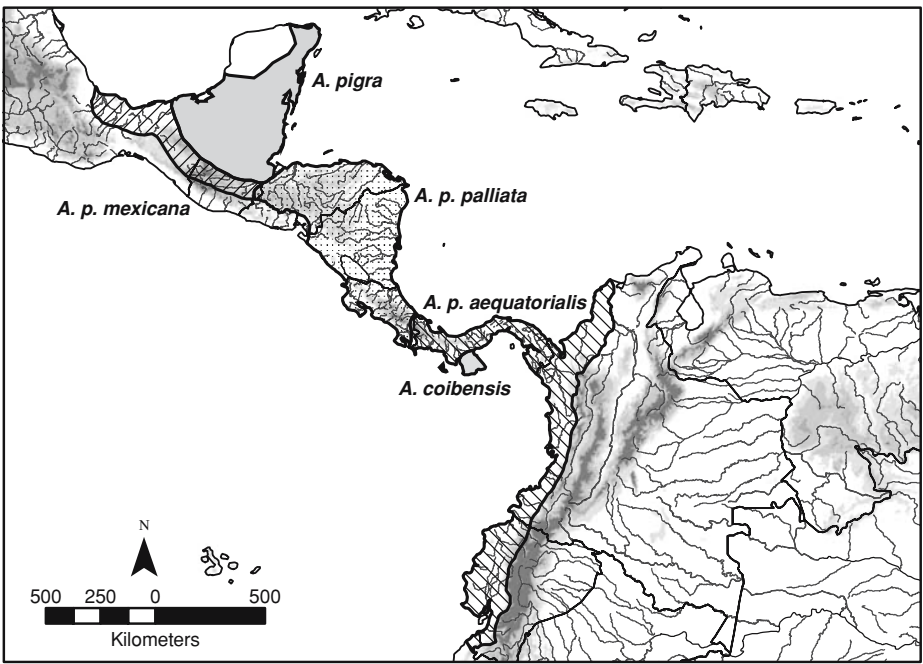 A. pigra
A. p. palliata
A. p. mexicana
A. p. aequatorialis
A. coibensis
N
500 250 0 500
Kilometers